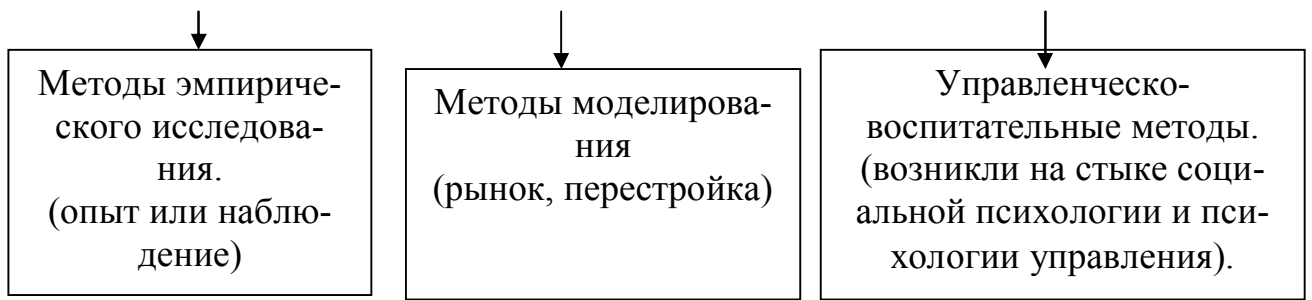 Методы эмпириче-
ского исследова-
ния.
(опыт или наблю-
дение)
Методы моделирова-
ния
(рынок, перестройка)
Управленческо-
воспитательные методы.
(возникли на стыке соци-
альной психологии и пси-
хологии управления).